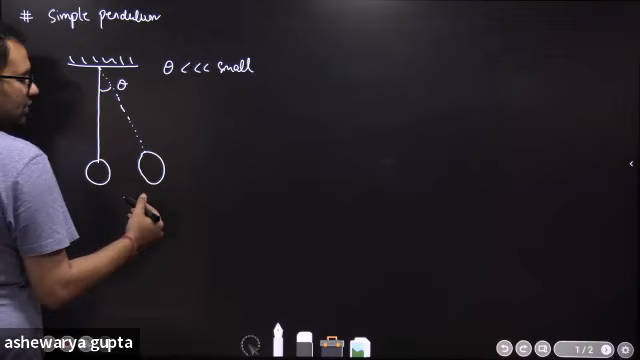 # Simple pendulum
θ <<< small
θ
ashewarya gupta
1/2